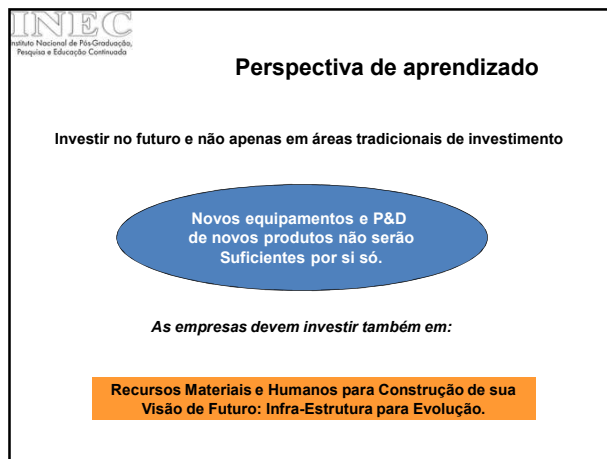 INEC
Instituto Nacional de Pós-Graduação,
Pesquisa e Educação Continuada
Perspectiva de aprendizado
Investir no futuro e não apenas em áreas tradicionais de investimento
Novos equipamentos e P&D
de novos produtos não serão
Suficientes por si só.
As empresas devem investir também em:
Recursos Materiais e Humanos para Construção de sua
Visão de Futuro: Infra-Estrutura para Evolução.